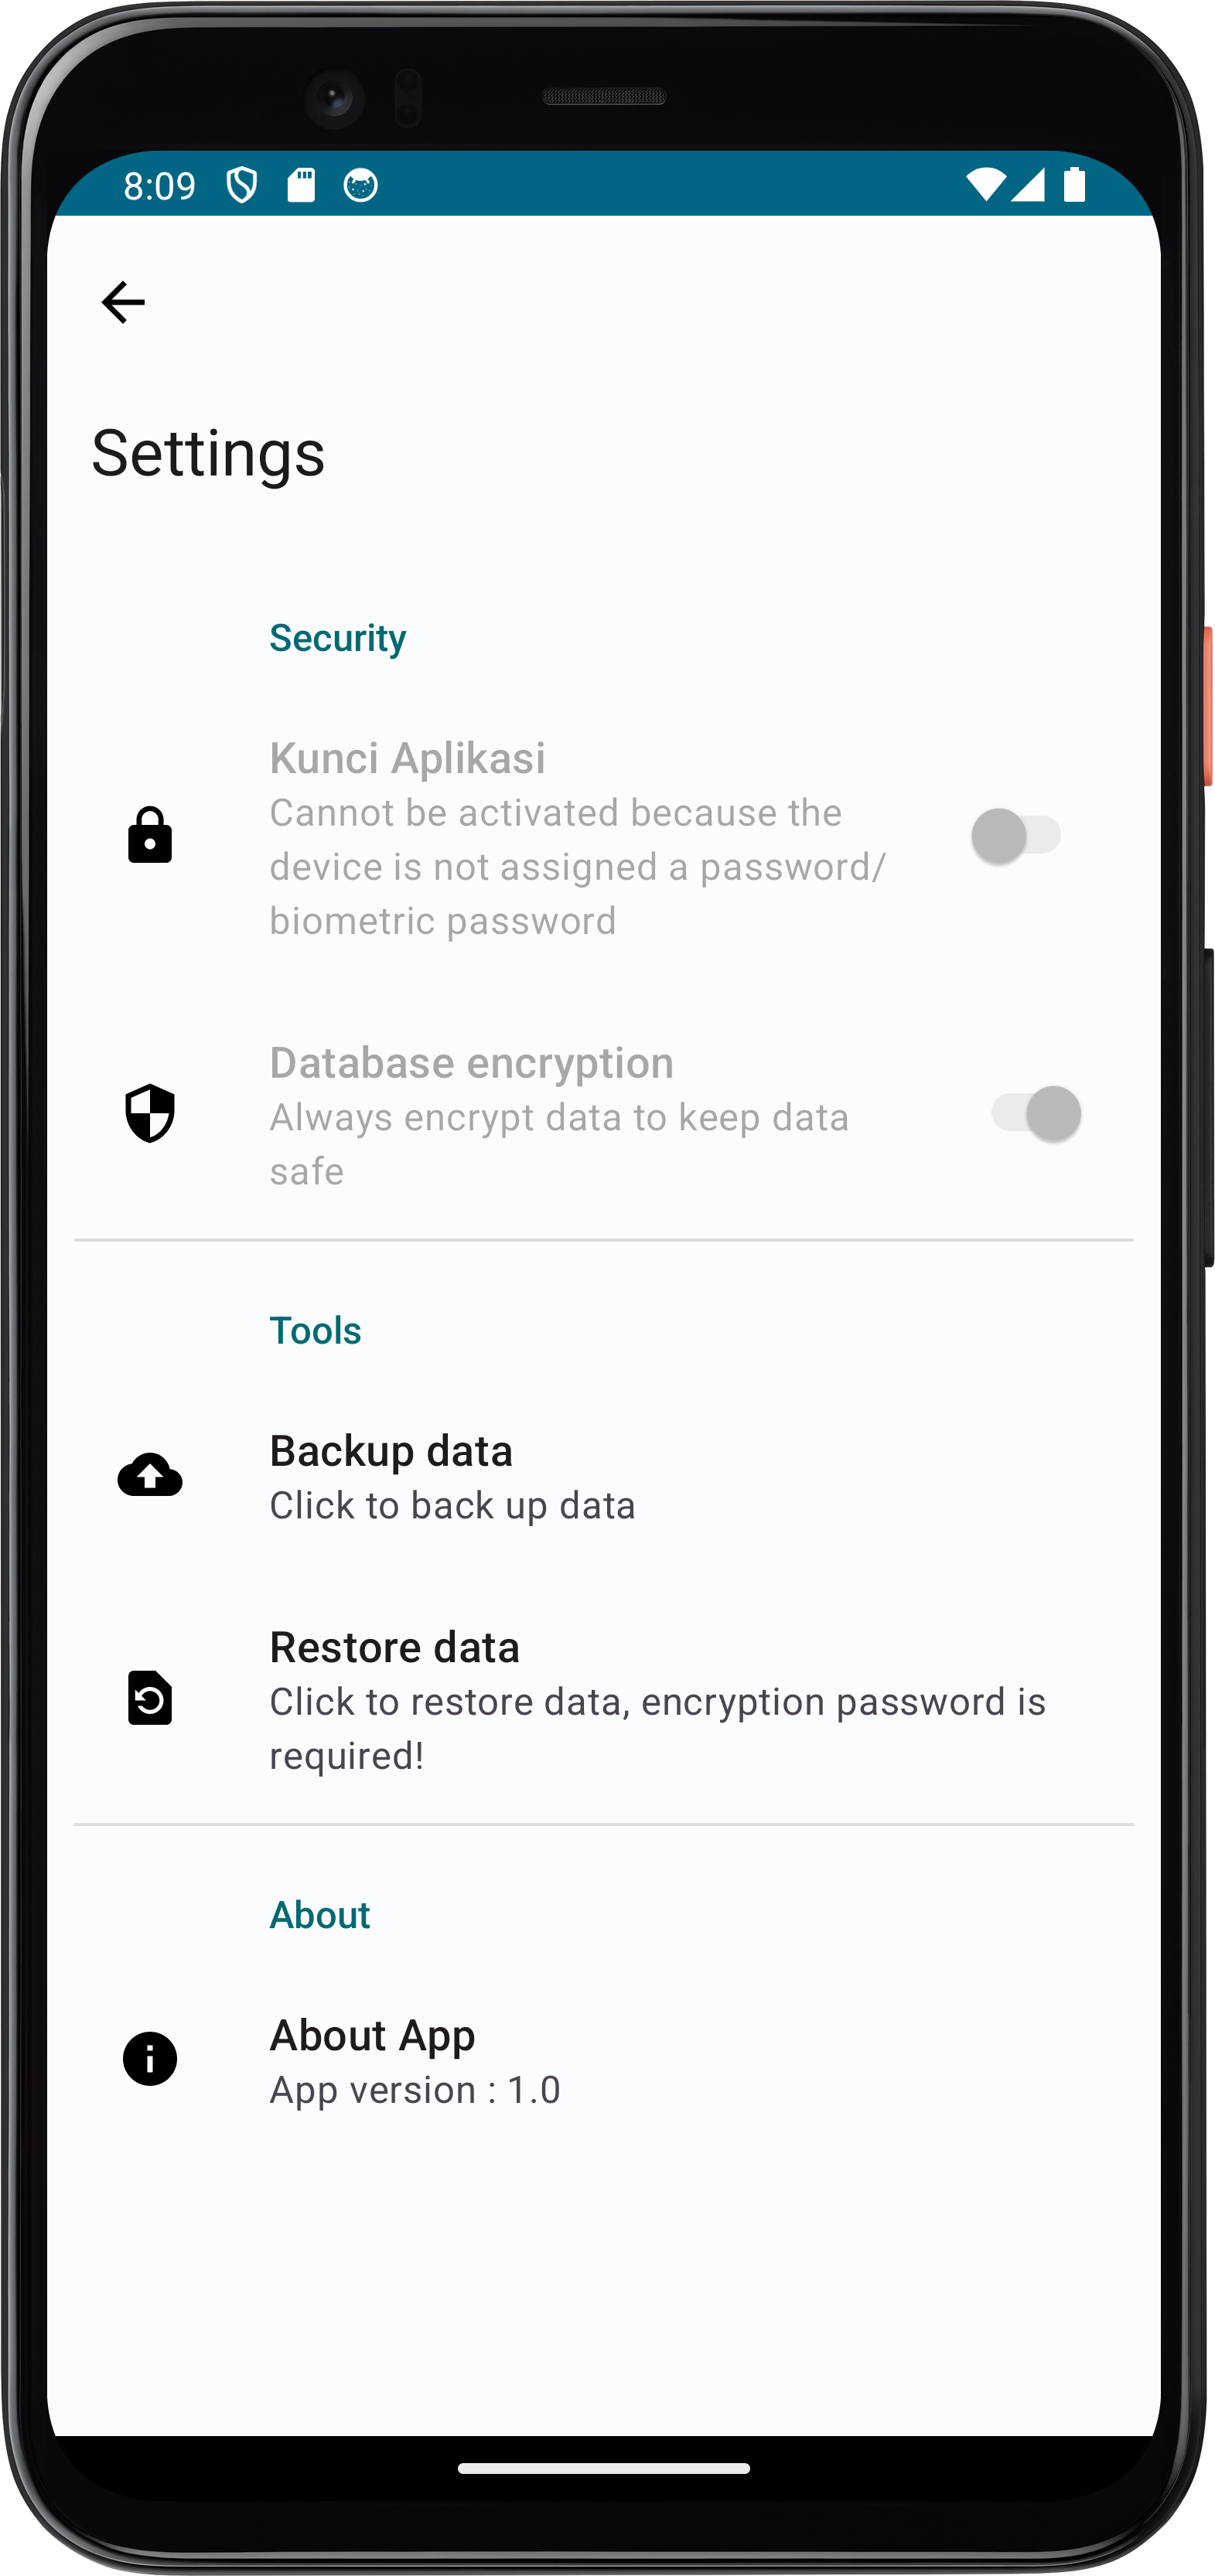 8:09
Settings
Security
Kunci Aplikasi
Cannot be activated because the
device is not assigned a password/
biometric password
Database encryption
Always encrypt data to keep data
safe
Tools
Backup data
Click to back up data
Restore data
Click to restore data, encryption password is
required!
About
About App
App version : 1.0